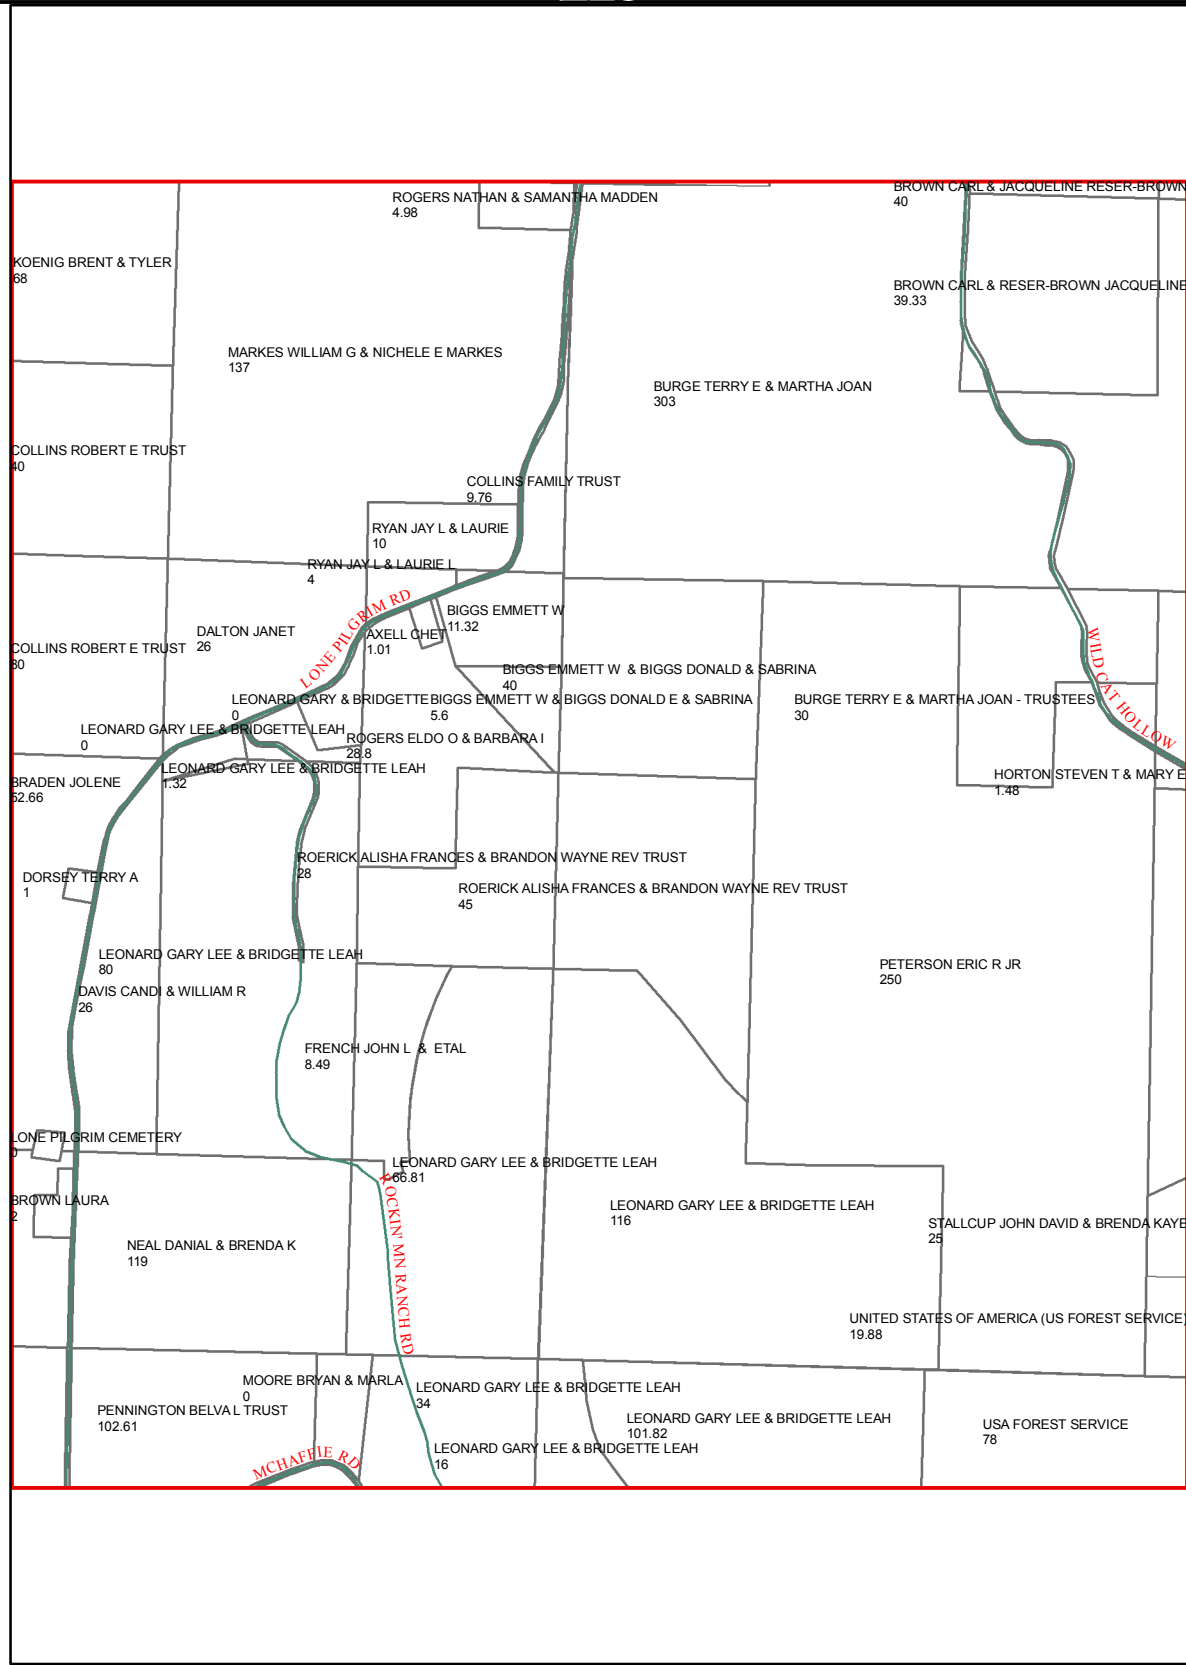 ROGERS NATHAN & SAMANTHA MADDEN
4.98
BROWN CARL & JACQUELINE RESER-BROWN
40
KOENIG BRENT & TYLER
68
BROWN CARL & RESER-BROWN JACQUELINE
39.33
MARKES WILLIAM G & NICHELE E MARKES
137
BURGE TERRY E & MARTHA JOAN
303
COLLINS ROBERT E TRUST
40
COLLINS FAMILY TRUST
9.76
RYAN JAY L & LAURIE
10
RYAN JAY L & LAURIE L
4
LONE PILGRIM RD
BIGGS EMMETT W
11.32
DALTON JANET
26
AXELL CHET
1.01
COLLINS ROBERT E TRUST
80
BIGGS EMMETT W & BIGGS DONALD & SABRINA
40
WILD CAT HOLLOW
LEONARD GARY & BRIDGETTE
0
BIGGS EMMETT W & BIGGS DONALD E & SABRINA
5.6
BURGE TERRY E & MARTHA JOAN - TRUSTEES
30
LEONARD GARY LEE & BRIDGETTE LEAH
0
ROGERS ELDO O & BARBARA I
28.8
LEONARD GARY LEE & BRIDGETTE LEAH
1.32
HORTON STEVEN T & MARY E
1.48
BRADEN JOLENE
52.66
ROERICK ALISHA FRANCES & BRANDON WAYNE REV TRUST
28
DORSEY TERRY A
1
ROERICK ALISHA FRANCES & BRANDON WAYNE REV TRUST
45
LEONARD GARY LEE & BRIDGETTE LEAH
80
PETERSON ERIC R JR
250
DAVIS CANDI & WILLIAM R
26
FRENCH JOHN L & ETAL
8.49
LONE PILGRIM CEMETERY
0
LEONARD GARY LEE & BRIDGETTE LEAH
66.81
ROCKIN' MN RANCH RD
BROWN LAURA
2
LEONARD GARY LEE & BRIDGETTE LEAH
116
STALLCUP JOHN DAVID & BRENDA KAYE
25
NEAL DANIAL & BRENDA K
119
UNITED STATES OF AMERICA (US FOREST SERVICE)
19.88
MOORE BRYAN & MARLA
0
LEONARD GARY LEE & BRIDGETTE LEAH
34
PENNINGTON BELVA L TRUST
102.61
LEONARD GARY LEE & BRIDGETTE LEAH
101.82
USA FOREST SERVICE
78
LEONARD GARY LEE & BRIDGETTE LEAH
16
MCHAFFIE RD